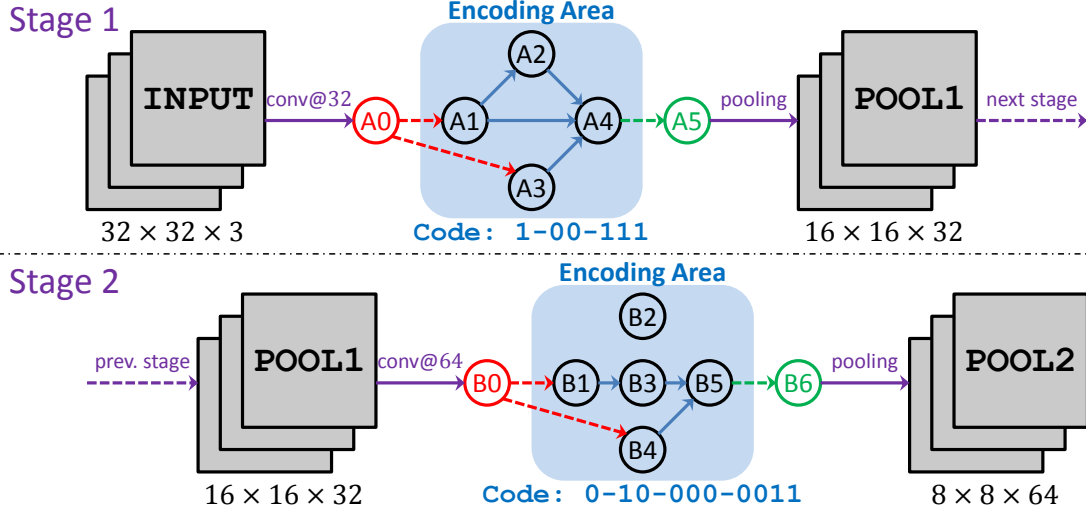 Stage 1
Encoding Area
INPUT
conv@32
A0
A1
A2
A3
A4
A5
pooling
POOL1
next stage
32 × 32 × 3
Code: 1-00-111
16 × 16 × 32
Stage 2
Encoding Area
prev. stage
POOL1
conv@64
B0
B1
B2
B3
B4
B5
B6
pooling
POOL2
16 × 16 × 32
Code: 0-10-000-0011
8 × 8 × 64